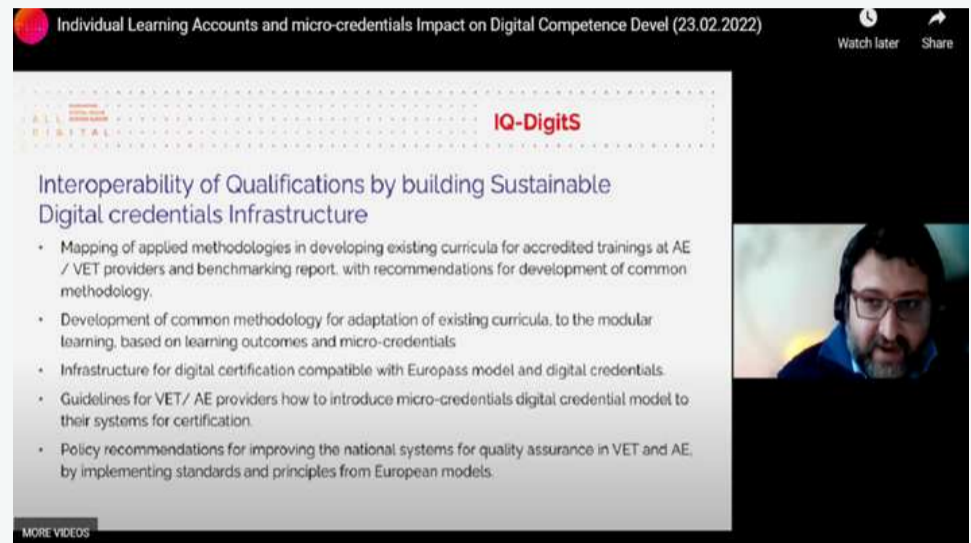 Individual Learning Accounts and micro-credentials Impact on Digital Competence Devel (23.02.2022)
Watch later
Share
ALL
DIGITAL
IQ-DigitS
Interoperability of Qualifications by building Sustainable
Digital credentials Infrastructure
• Mapping of applied methodologies in developing existing curricula for accredited trainings at AE
/ VET providers and benchmarking report, with recommendations for development of common
methodology.
• Development of common methodology for adaptation of existing curricula, to the modular
learning, based on learning outcomes and micro-credentials
• Infrastructure for digital certification compatible with Europass model and digital credentials.
• Guidelines for VET/ AE providers how to introduce micro-credentials digital credential model to
their systems for certification.
• Policy recommendations for improving the national systems for quality assurance in VET and AE,
by implementing standards and principles from European models.
MORE VIDEOS